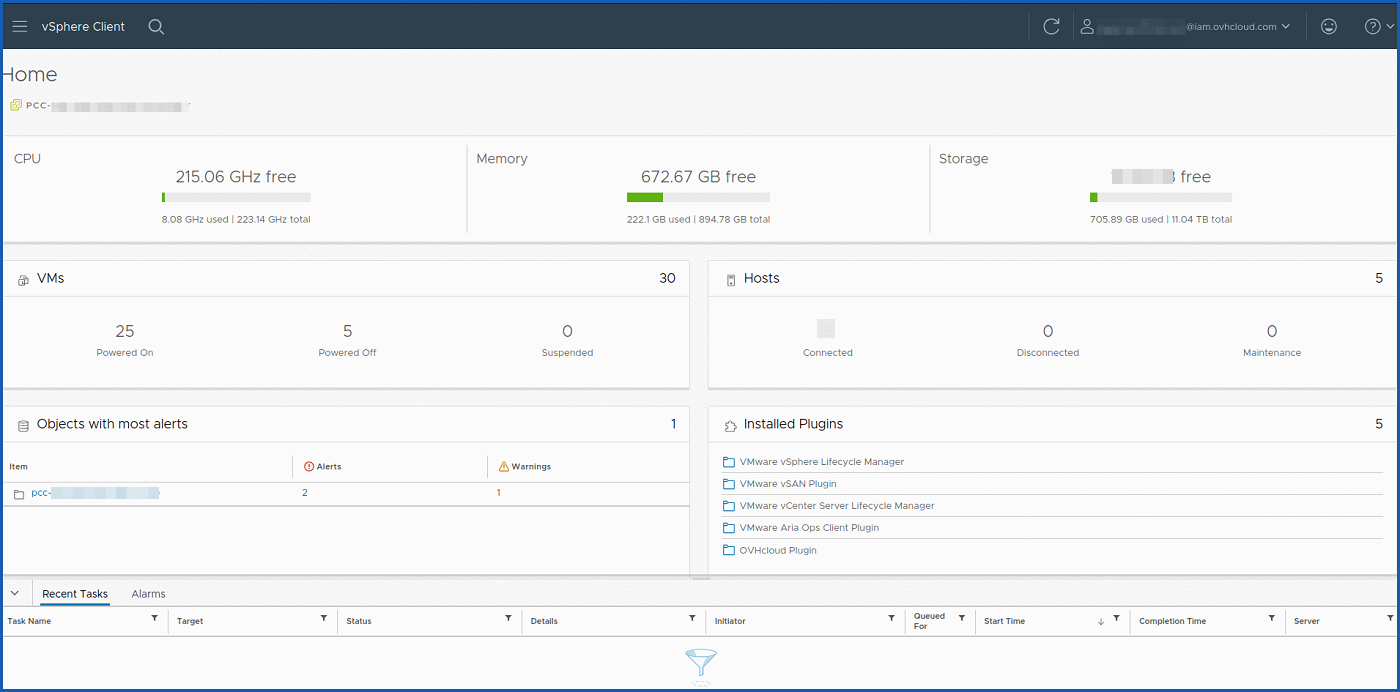 vSphere Client
@iam.ovhcloud.com
Home
PCC-
CPU
215.06 GHz free
8.08 GHz used | 223.14 GHz total
Memory
672.67 GB free
222.1 GB used | 894.78 GB total
Storage
free
705.89 GB used | 11.04 TB total
VMs 30
25 5 0
Powered On Powered Off Suspended
Hosts 5
0 0
Connected Disconnected Maintenance
Objects with most alerts 1
Item Alerts Warnings
pcc- 2 1
Installed Plugins 5
VMware vSphere Lifecycle Manager
VMware vSAN Plugin
VMware vCenter Server Lifecycle Manager
VMware Aria Ops Client Plugin
OVHcloud Plugin
Recent Tasks Alarms
Task Name Target Status Details Initiator Queued For Start Time Completion Time Server